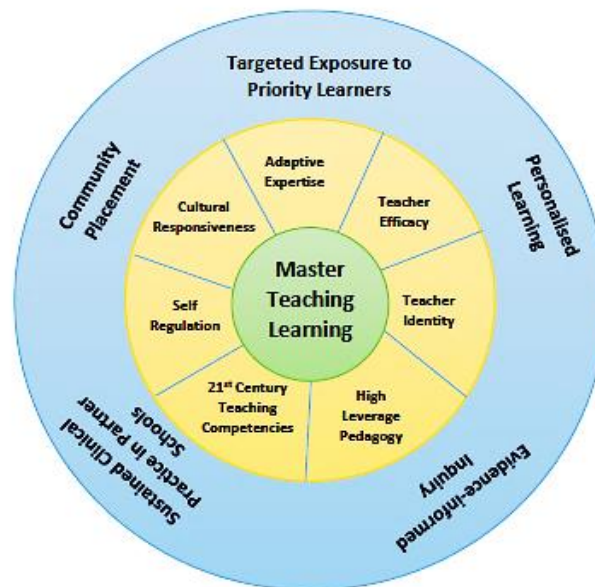 Targeted Exposure to
Priority Learners
Personalised
Learning
Evidence-informed
Inquiry
Sustained Clinical
Practice in Partner
Schools
Community
Placement
Adaptive
Expertise
Teacher
Efficacy
Teacher
Identity
High
Leverage
Pedagogy
21st Century
Teaching
Competencies
Self
Regulation
Cultural
Responsiveness
Master
Teaching
Learning